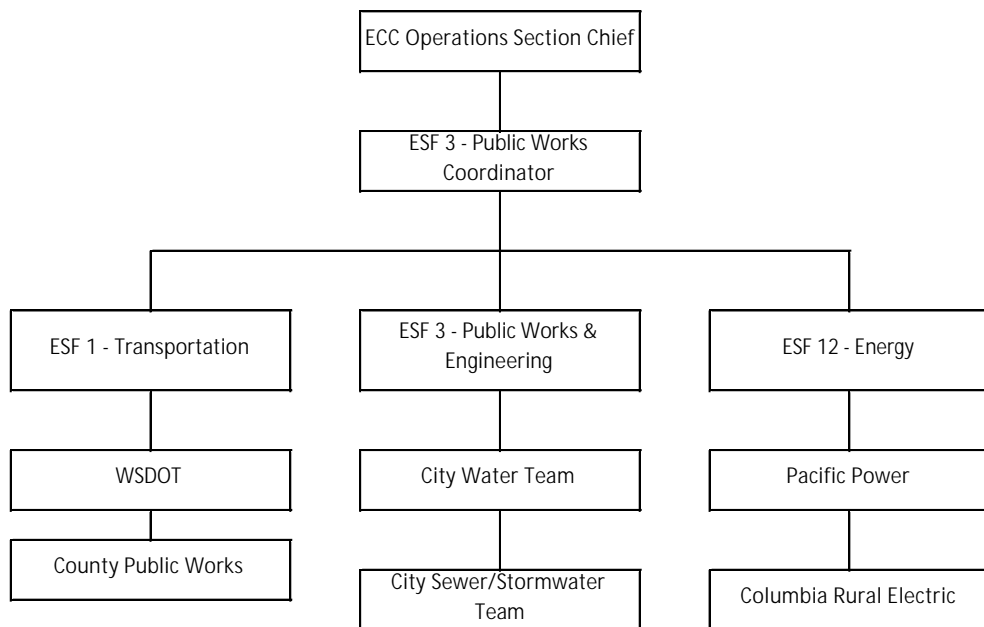 ECC Operations Section Chief
ESF 3 - Public Works
Coordinator
ESF 1 - Transportation
ESF 3 - Public Works &
Engineering
ESF 12 - Energy
WSDOT
City Water Team
Pacific Power
County Public Works
City Sewer/Stormwater
Team
Columbia Rural Electric